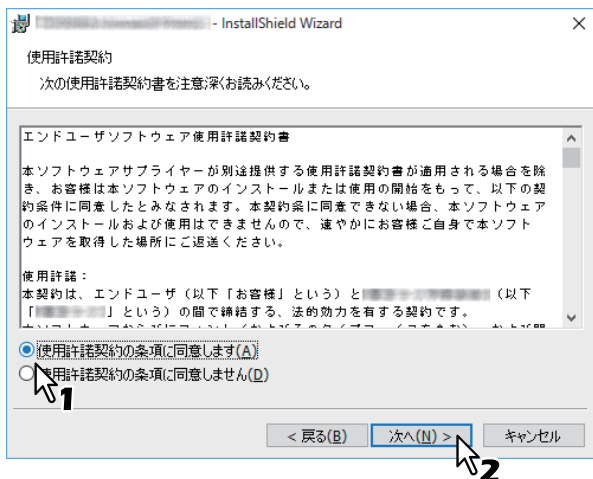 - InstallShield Wizard
使用許諾契約
次の使用許諾契約書を注意深くお読みください。
エンドユーザソフトウェア使用許諾契約書
本ソフトウェアサプライヤーが別途提供する使用許諾契約書が適用される場合を除
き、お客様は本ソフトウェアのインストールまたは使用の開始をもって、以下の契
約条件に同意したとみなされます。本契約条に同意できない場合、本ソフトウェア
のインストールおよび使用はできませんので、速やかにお客様ご自身で本ソフト
ウェアを取得した場所にご返送ください。
使用許諾：
本契約は、エンドユーザ（以下「お客様」という）と（以下
「」という）の間で締結する、法的効力を有する契約です。
使用許諾契約の条項に同意します(A)
使用許諾契約の条項に同意しません(D)
1
< 戻る(B) 次へ(N) > キャンセル
2